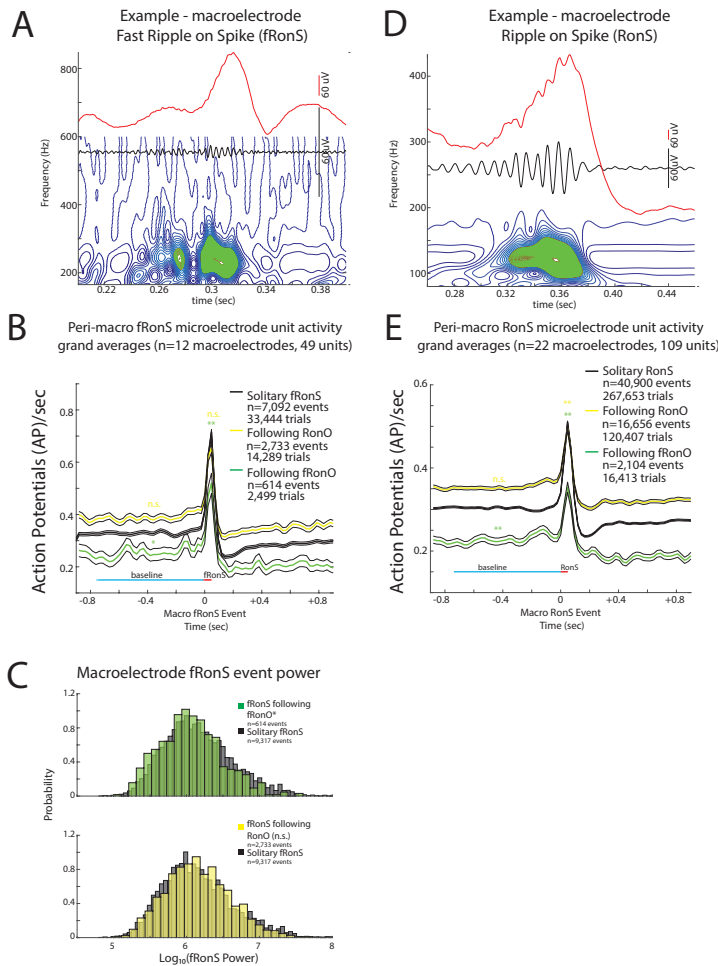 A
Example - macroelectrode
Fast Ripple on Spike (fRonS)
800
600
400
200
Frequency (Hz)
60 uV
60 uV
0.22
0.26
0.3
0.34
0.38
time (sec)
D
Example - macroelectrode
Ripple on Spike (RonS)
400
300
200
100
Frequency (Hz)
60 uV
60 uV
0.28
0.32
0.36
0.40
0.44
time (sec)
B
Peri-macro fRonS microelectrode unit activity
grand averages (n=12 macroelectrodes, 49 units)
Action Potentials (AP)/sec
0.8
0.6
0.4
0.2
Solitary fRonS
n=7,092 events
33,444 trials
Following RonO
n=2,733 events
14,289 trials
Following fRonO
n=614 events
2,499 trials
n.s.
**
n.s
*
baseline
fRonS
-0.8
-0.4
0
+0.4
+0.8
Macro fRonS Event
Time (sec)
E
Peri-macro RonS microelectrode unit activity
grand averages (n=22 macroelectrodes, 109 units)
Action Potentials (AP)/sec
0.6
0.4
0.2
Solitary RonS
n=40,900 events
267,653 trials
Following RonO
n=16,656 events
120,407 trials
Following fRonO
n=2,104 events
16,413 trials
**
**
n.s.
**
baseline
RonS
-0.8
-0.4
0
+0.4
+0.8
Macro RonS Event
Time (sec)
C
Macroelectrode fRonS event power
1.2
0.8
0.4
0
fRonS following
fRonO*
n=614 events
Solitary fRonS
n=9,317 events
Probability
1.2
0.8
0.4
0
fRonS following
RonO (n.s.)
n=2,733 events
Solitary fRonS
n=9,317 events
5
6
7
8
Log10(fRonS Power)